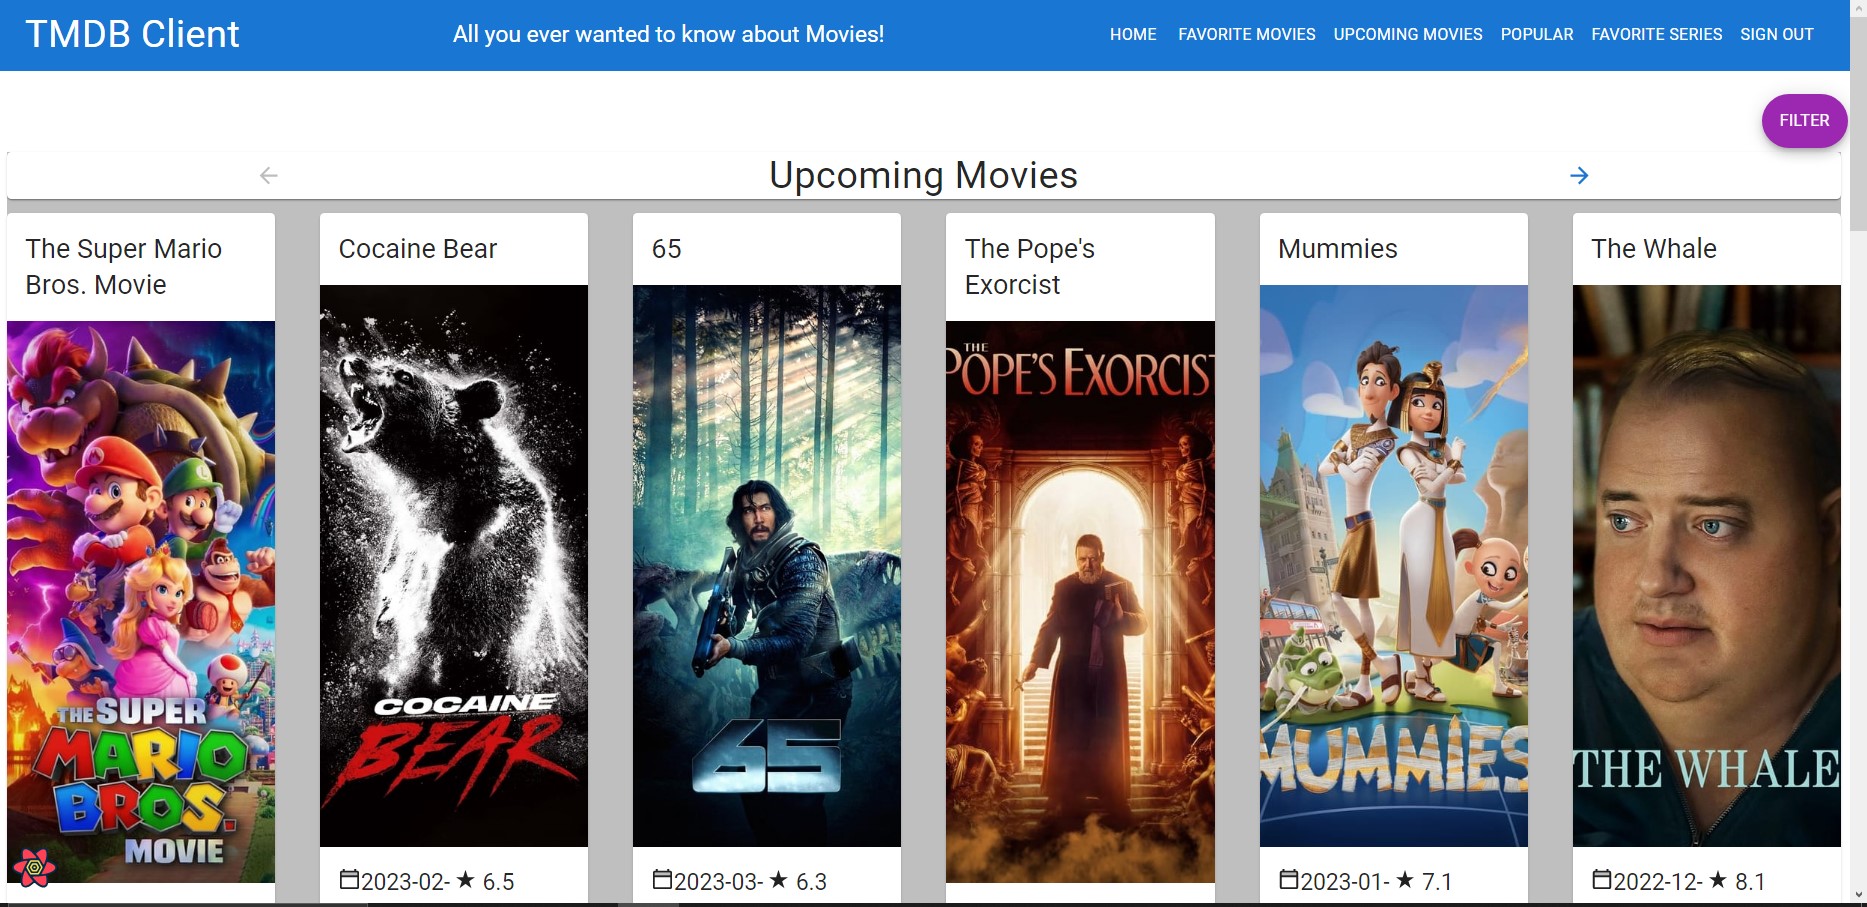 TMDB Client
All you ever wanted to know about Movies!
HOME FAVORITE MOVIES UPCOMING MOVIES POPULAR FAVORITE SERIES SIGN OUT
FILTER
Upcoming Movies
The Super Mario
Bros. Movie
THE SUPER
MARIO
BROS.
MOVIE
Cocaine Bear
COCAINE
BEAR
2023-02- ★ 6.5
65
65
2023-03- ★ 6.3
The Pope's
Exorcist
THE
POPE'S EXORCIST
Mummies
MUMMIES
2023-01- ★ 7.1
The Whale
THE WHALE
2022-12- ★ 8.1